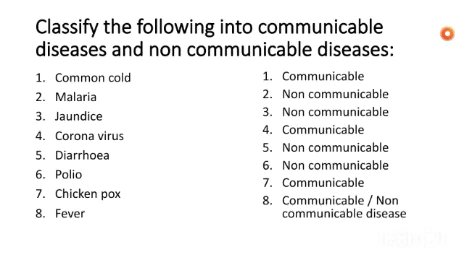 Classify the following into communicable
diseases and non communicable diseases:
1. Common cold
2. Malaria
3. Jaundice
4. Corona virus
5. Diarrhoea
6. Polio
7. Chicken pox
8. Fever
1. Communicable
2. Non communicable
3. Non communicable
4. Communicable
5. Non communicable
6. Non communicable
7. Communicable
8. Communicable / Non
communicable disease